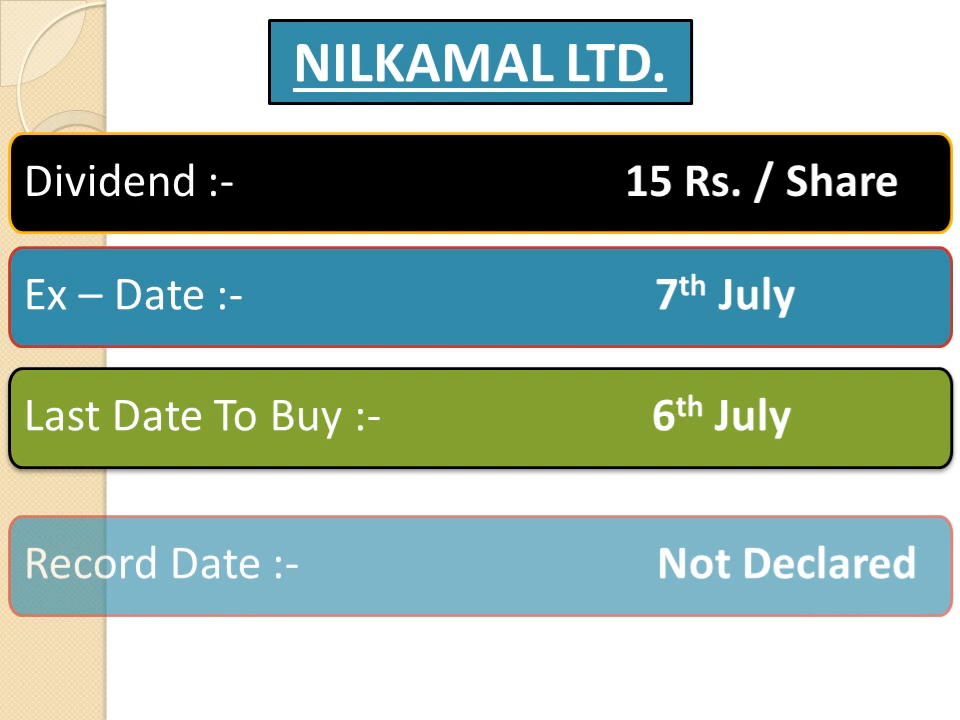 NILKAMAL LTD.
Dividend :- 15 Rs. / Share
Ex – Date :- 7th July
Last Date To Buy :- 6th July
Record Date :- Not Declared